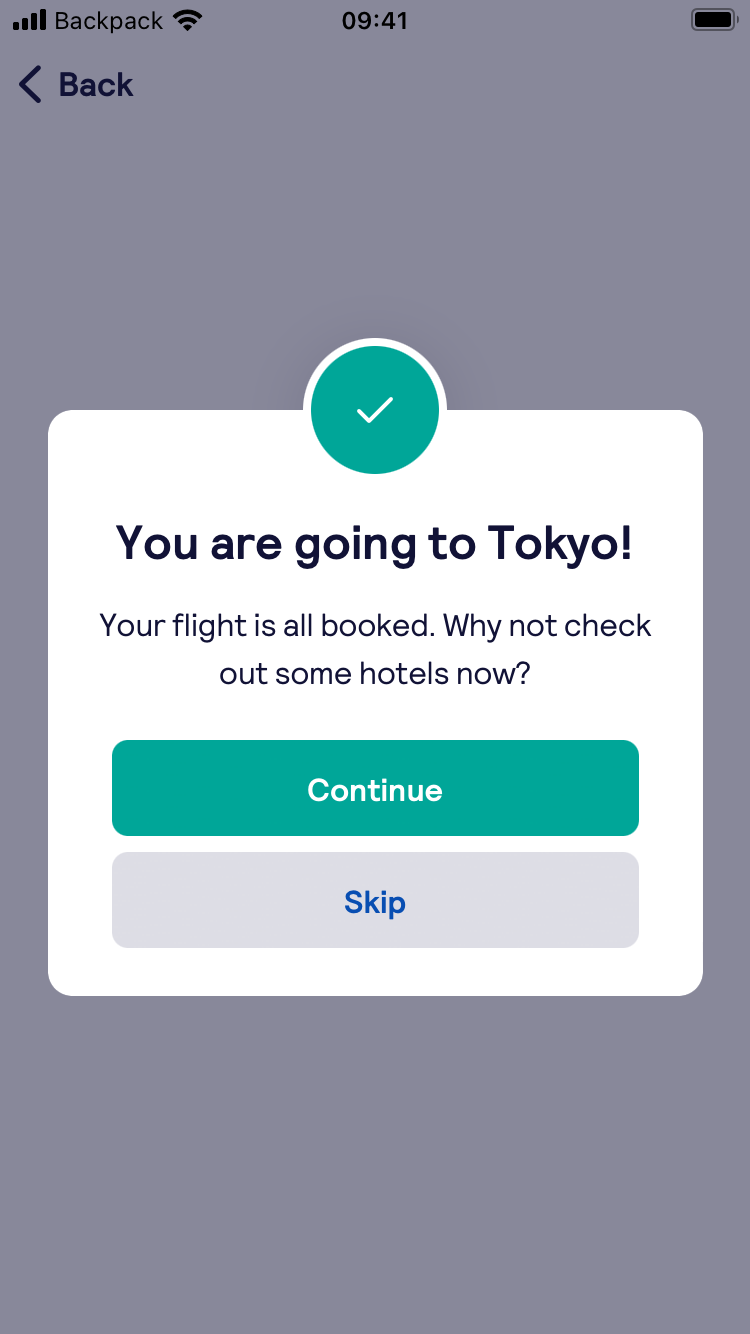 Backpack 09:41
Back
You are going to Tokyo!
Your flight is all booked. Why not check
out some hotels now?
Continue
Skip